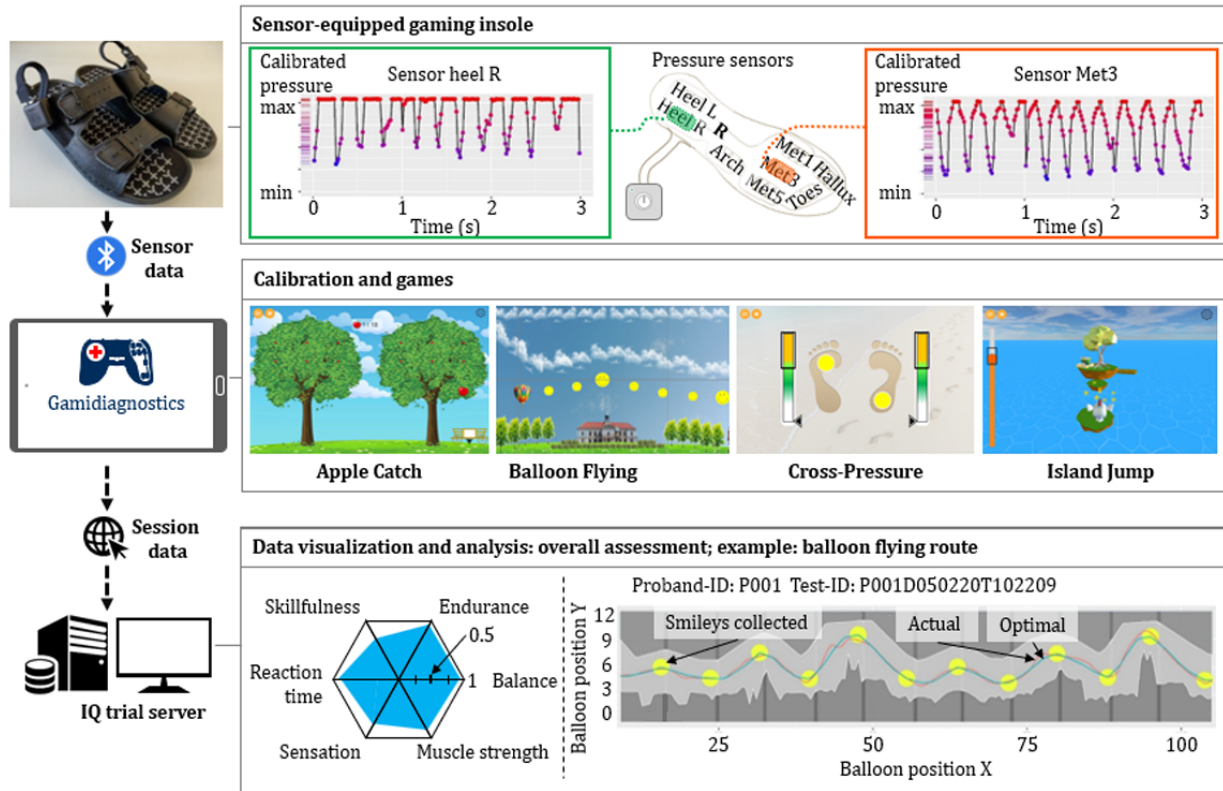 Sensor-equipped gaming insole
Calibrated
pressure
Sensor heel R
max
min
0 1 2 3
Time (s)
Pressure sensors
Heel L
Heel R
R
Arch
Met1
Hallux
Met3
Met5
Toes
Calibrated
pressure
Sensor Met3
max
min
0 1 2 3
Time (s)
Sensor
data
Calibration and games
Gamidiagnostics
Apple Catch
Balloon Flying
Cross-Pressure
Island Jump
Session
data
IQ trial server
Data visualization and analysis: overall assessment; example: balloon flying route
Skillfulness
Endurance
0.5
Reaction
time
1
Balance
Sensation
Muscle strength
Proband-ID: P001 Test-ID: P001D050220T102209
Balloon position Y
12
9
6
3
0
Smileys collected
Actual
Optimal
25 50 75 100
Balloon position X